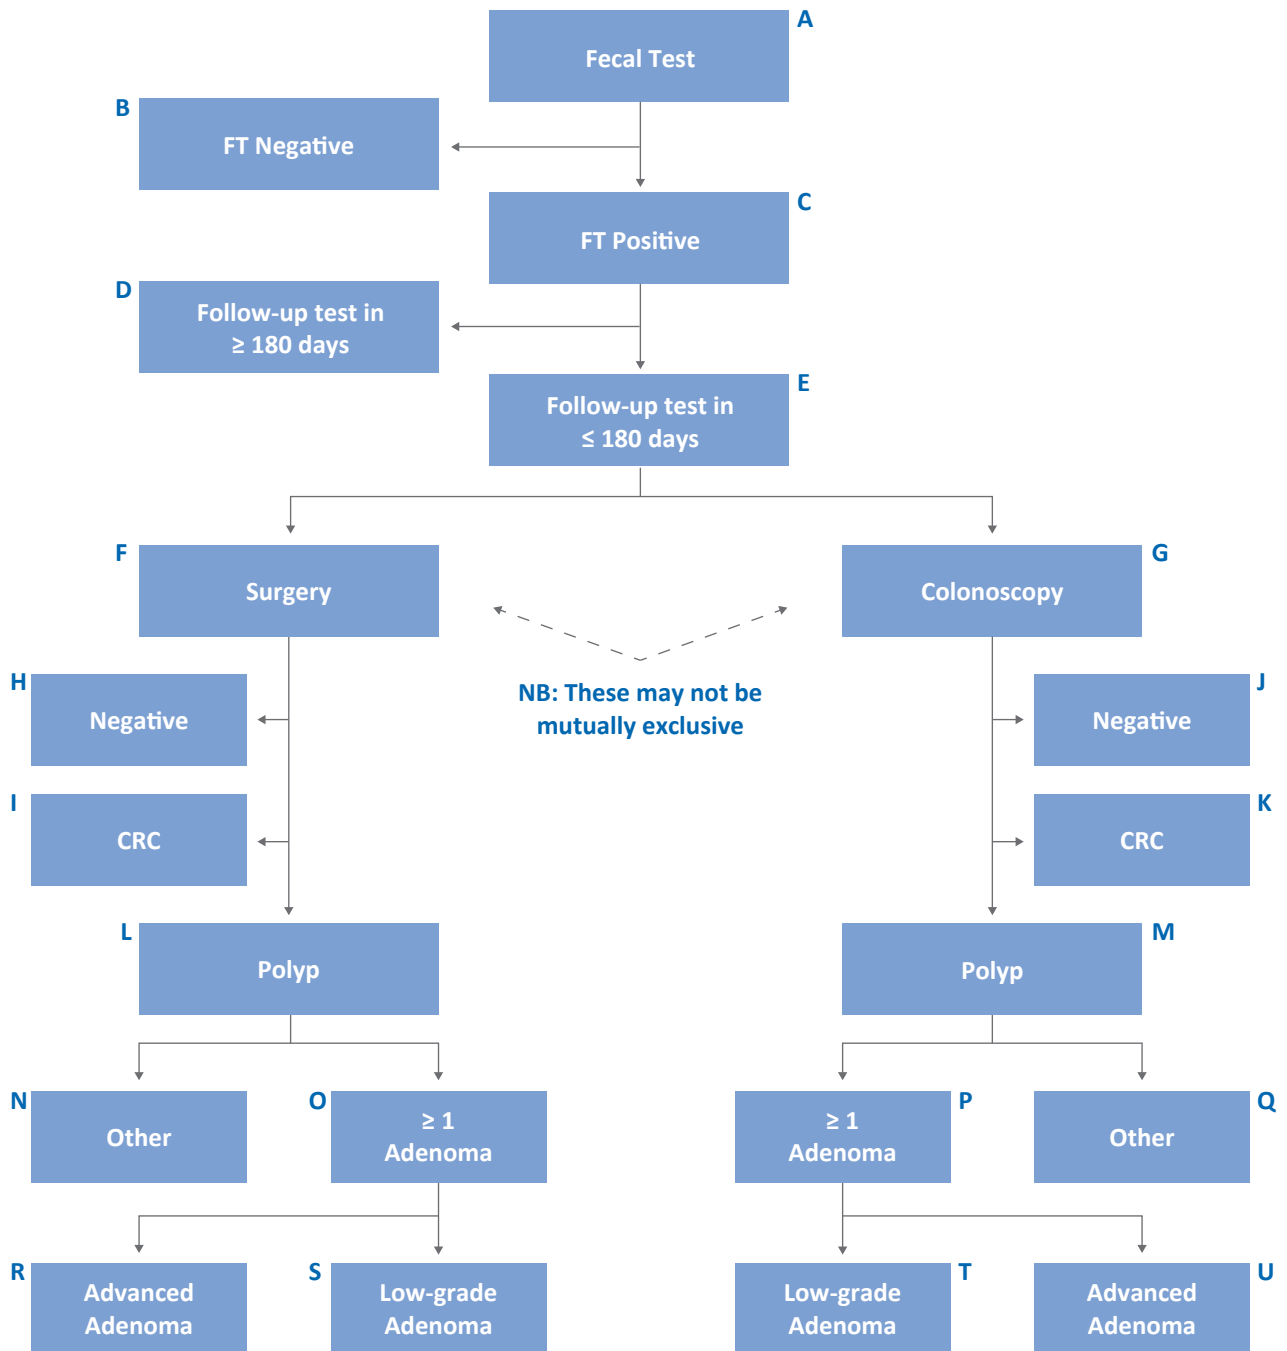 A
Fecal Test
B
FT Negative
C
FT Positive
D
Follow-up test in
≥ 180 days
E
Follow-up test in
≤ 180 days
F
Surgery
G
Colonoscopy
NB: These may not be
mutually exclusive
H
Negative
J
Negative
I
CRC
K
CRC
L
Polyp
M
Polyp
N
Other
O
≥ 1
Adenoma
P
≥ 1
Adenoma
Q
Other
R
Advanced
Adenoma
S
Low-grade
Adenoma
T
Low-grade
Adenoma
U
Advanced
Adenoma